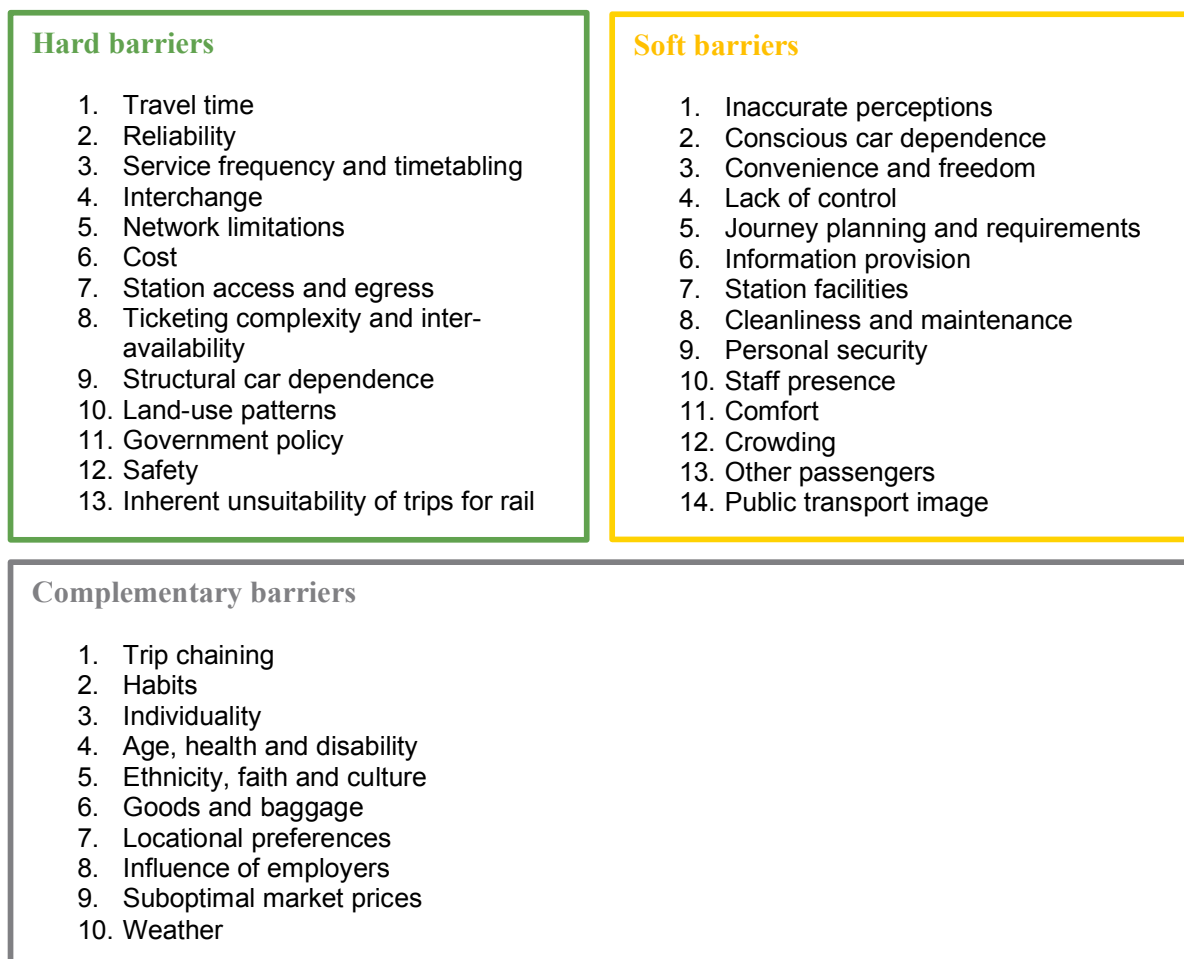 Hard barriers
1. Travel time
2. Reliability
3. Service frequency and timetabling
4. Interchange
5. Network limitations
6. Cost
7. Station access and egress
8. Ticketing complexity and inter-
availability
9. Structural car dependence
10. Land-use patterns
11. Government policy
12. Safety
13. Inherent unsuitability of trips for rail
Soft barriers
1. Inaccurate perceptions
2. Conscious car dependence
3. Convenience and freedom
4. Lack of control
5. Journey planning and requirements
6. Information provision
7. Station facilities
8. Cleanliness and maintenance
9. Personal security
10. Staff presence
11. Comfort
12. Crowding
13. Other passengers
14. Public transport image
Complementary barriers
1. Trip chaining
2. Habits
3. Individuality
4. Age, health and disability
5. Ethnicity, faith and culture
6. Goods and baggage
7. Locational preferences
8. Influence of employers
9. Suboptimal market prices
10. Weather